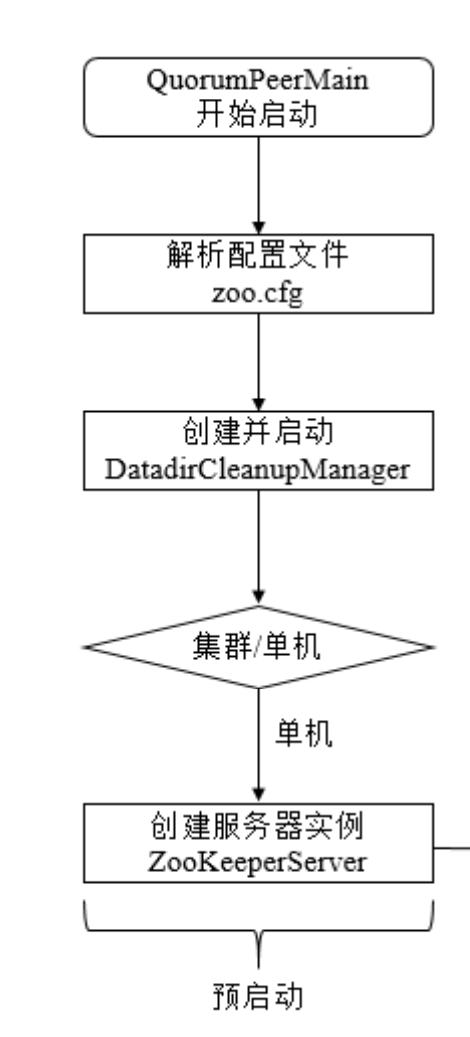 QuorumPeerMain
开始启动
解析配置文件
zoo.cfg
创建并启动
DatadirCleanupManager
集群/单机
单机
创建服务器实例
ZooKeeperServer
预启动